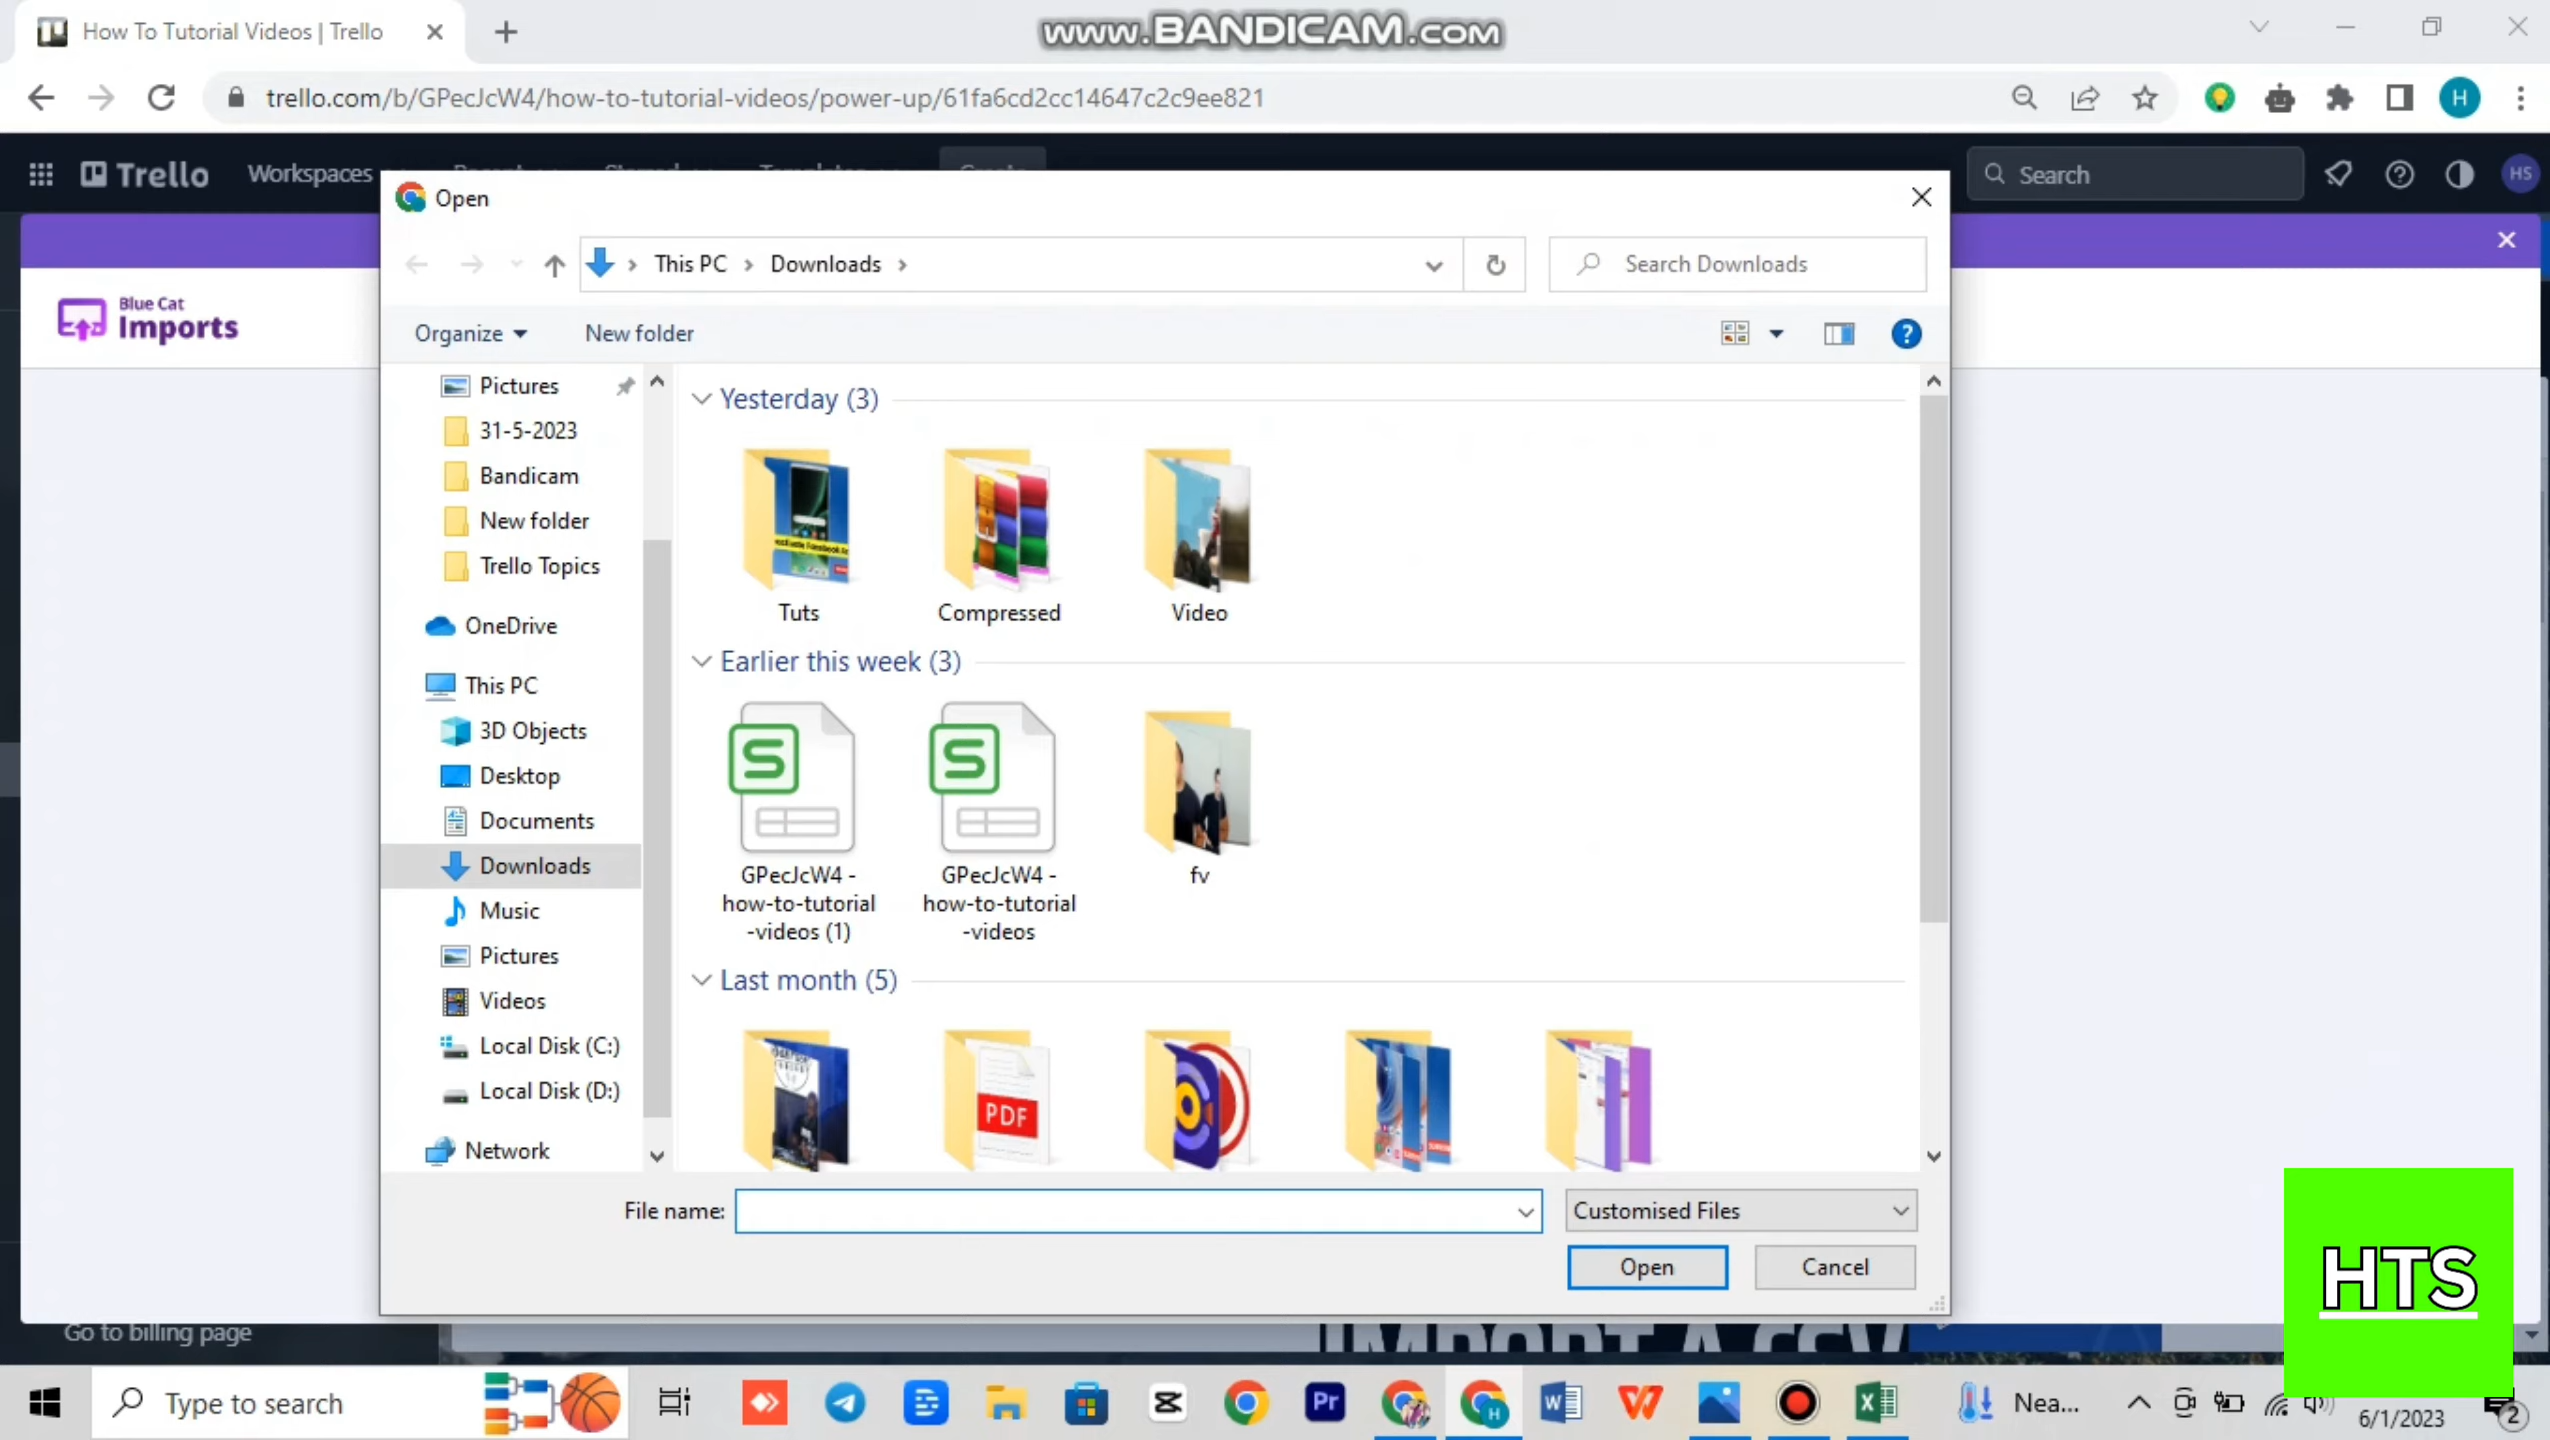 How To Tutorial Videos | Trello
www.BANDICAM.com
trello.com/b/GPecJcW4/how-to-tutorial-videos/power-up/61fa6cd2cc14647c2c9ee821
H
Trello
Workspaces
Search
HS
Open
This PC
Downloads
Search Downloads
Blue Cat
Imports
Organize
New folder
Pictures
31-5-2023
Bandicam
New folder
Trello Topics
OneDrive
This PC
3D Objects
Desktop
Documents
Downloads
Music
Pictures
Videos
Local Disk (C:)
Local Disk (D:)
Network
Yesterday (3)
Tuts
Compressed
Video
Earlier this week (3)
GPecJcW4 -
how-to-tutorial
-videos (1)
GPecJcW4 -
how-to-tutorial
-videos
fv
Last month (5)
PDF
File name:
Customised Files
Open
Cancel
HTS
Go to billing page
IMPORT A CSV
Type to search
Pr
H
Nea...
6/1/2023
2